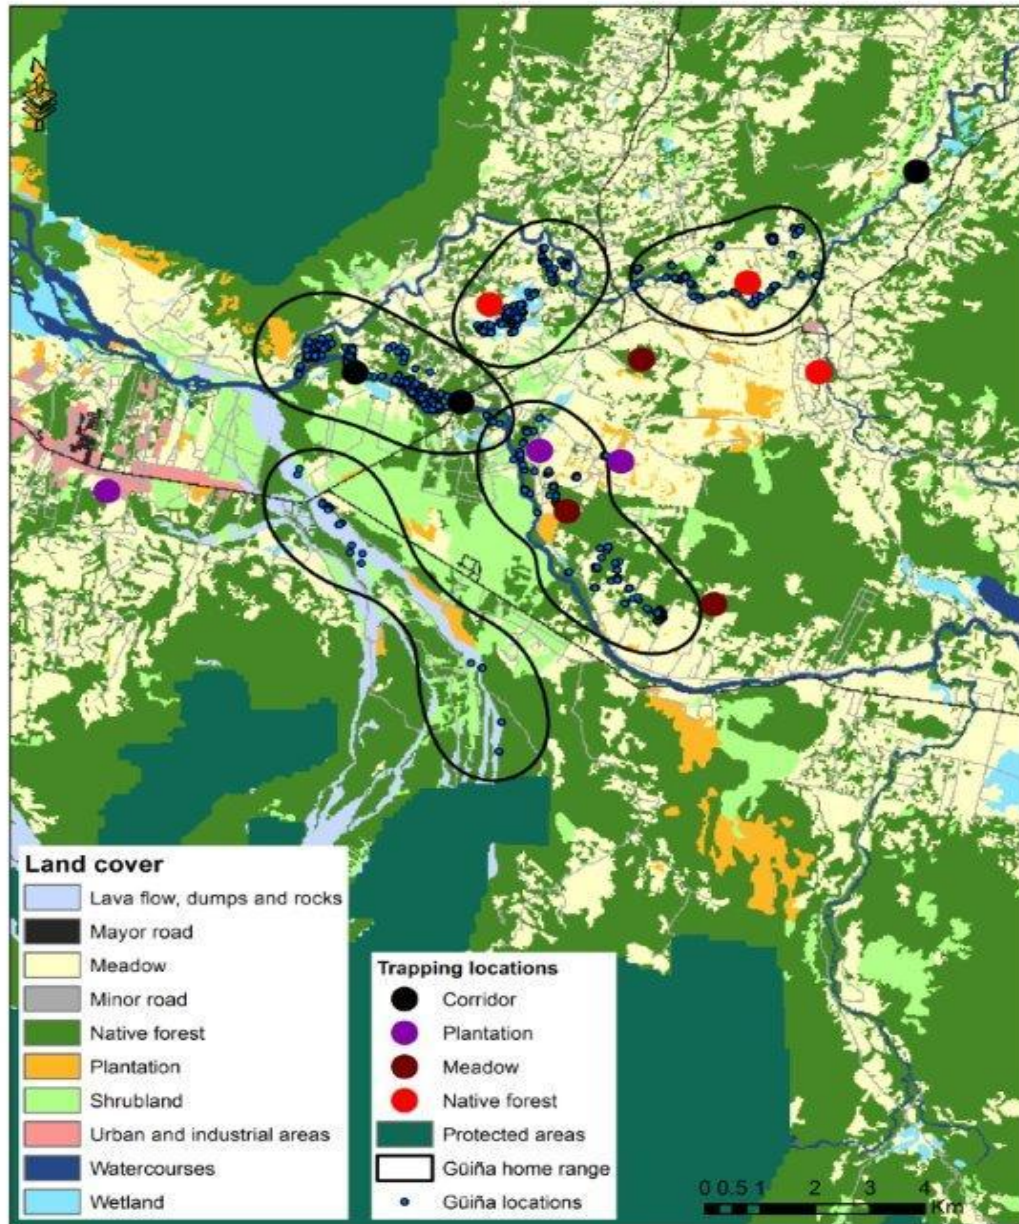 Land cover
Lava flow, dumps and rocks
Mayor road
Meadow
Minor road
Native forest
Plantation
Shrubland
Urban and industrial areas
Watercourses
Wetland
Trapping locations
Corridor
Plantation
Meadow
Native forest
Protected areas
Güiña home range
Güiña locations
0 0.5 1 2 3 4
Km